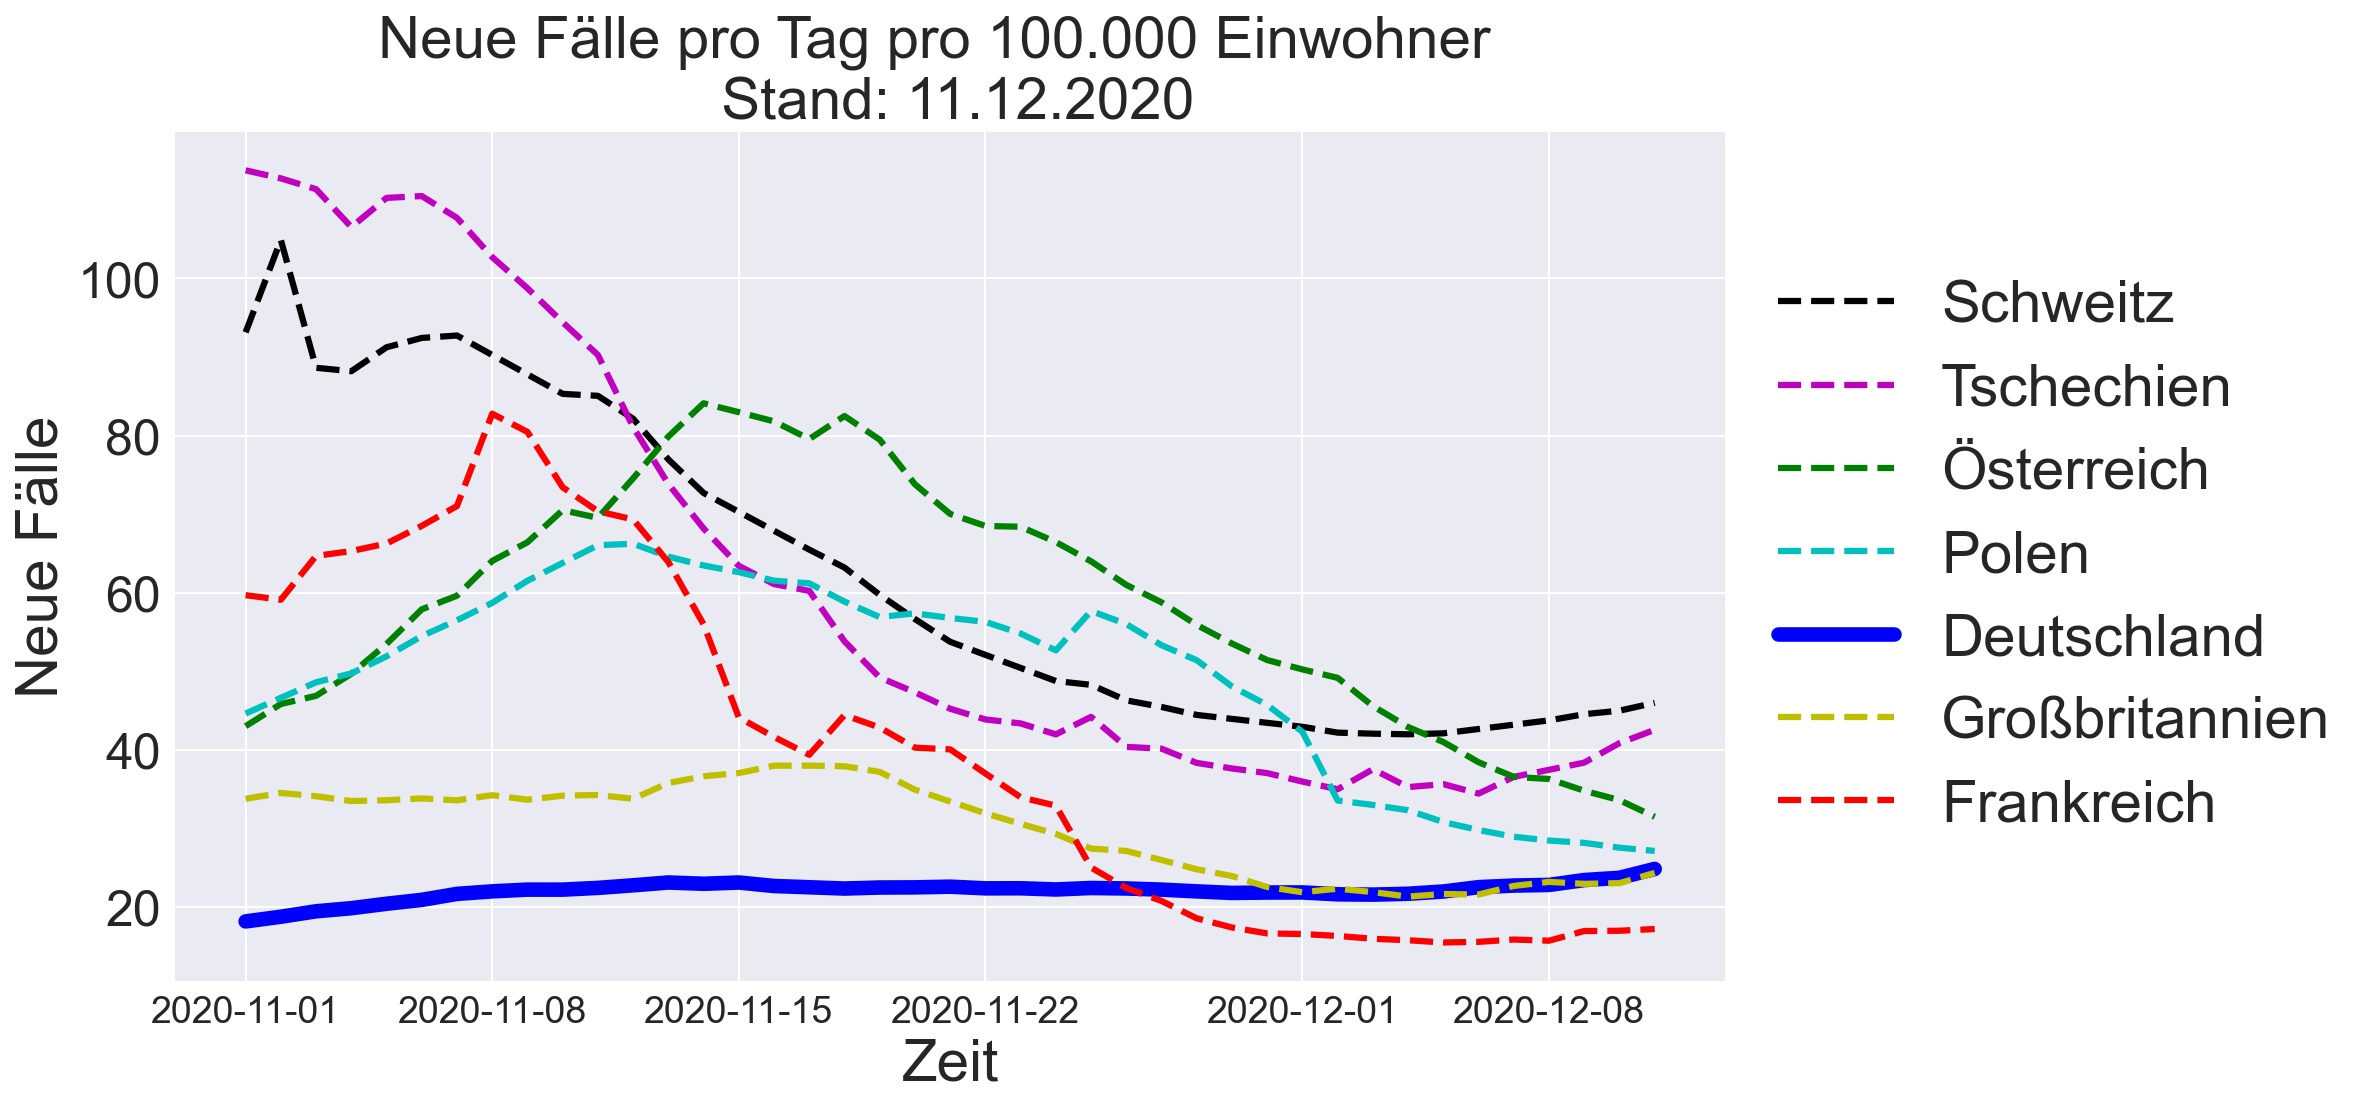 Neue Fälle pro Tag pro 100.000 Einwohner
Stand: 11.12.2020
Neue Fälle
100
80
60
40
20
2020-11-01
2020-11-08
2020-11-15
2020-11-22
2020-12-01
2020-12-08
Zeit
Schweitz
Tschechien
Österreich
Polen
Deutschland
Großbritannien
Frankreich